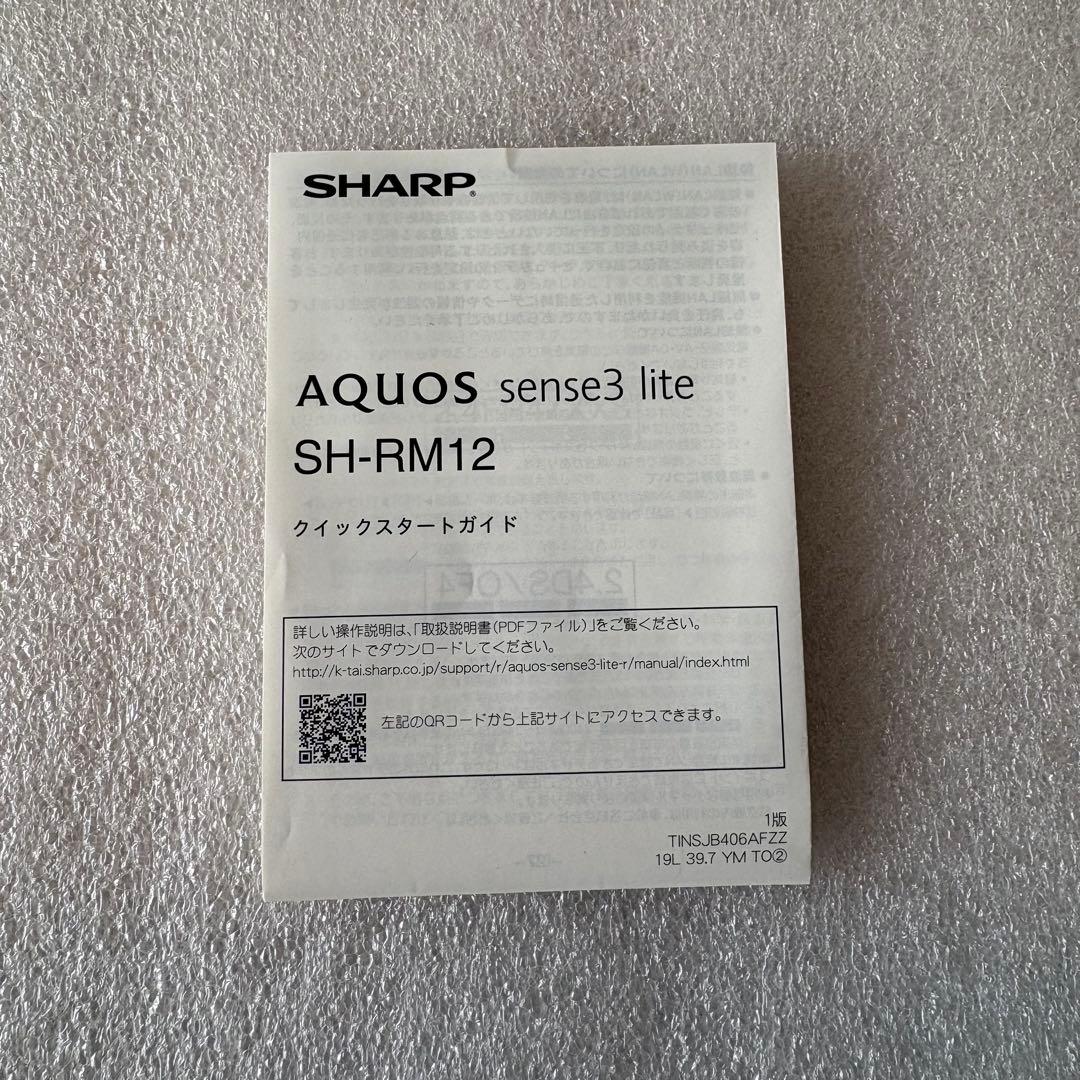 SHARP®
AQUOS sense3 lite
SH-RM12
クイックスタートガイド
詳しい操作説明は、「取扱説明書(PDFファイル)」をご覧ください。
次のサイトでダウンロードしてください。
http://k-tai.sharp.co.jp/support/r/aquos-sense3-lite-r/manual/index.html
左記のQRコードから上記サイトにアクセスできます。
1版
TINSJB406AFZZ
19L 39.7 YM TO②